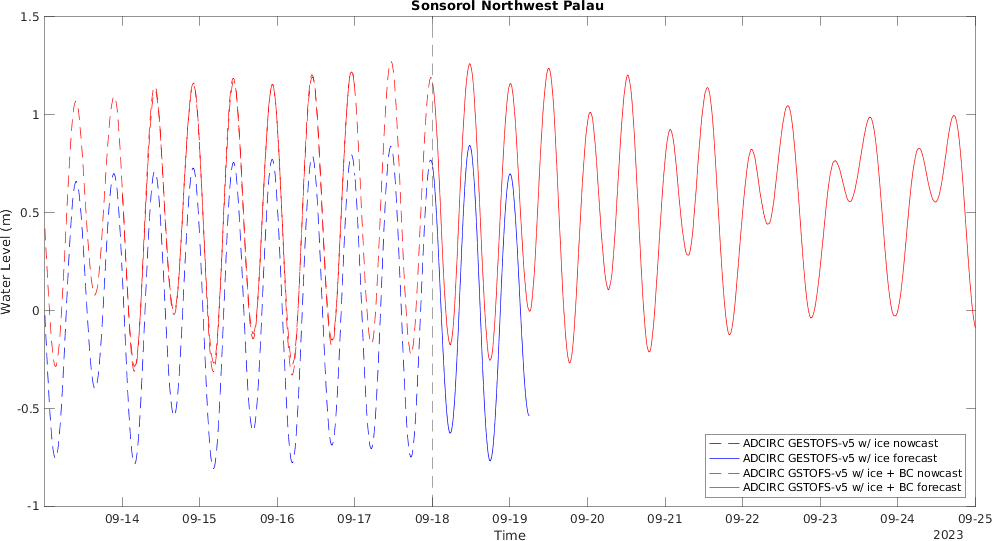 Sonsorol Northwest Palau
1.5
1
0.5
0
-0.5
-1
Water Level (m)
ADCIRC GESTOFS-v5 w/ ice nowcast
ADCIRC GESTOFS-v5 w/ ice forecast
ADCIRC GSTOFS-v5 w/ ice + BC nowcast
ADCIRC GSTOFS-v5 w/ ice + BC forecast
09-14 09-15 09-16 09-17 09-18 09-19 09-20 09-21 09-22 09-23 09-24 09-25
Time
2023